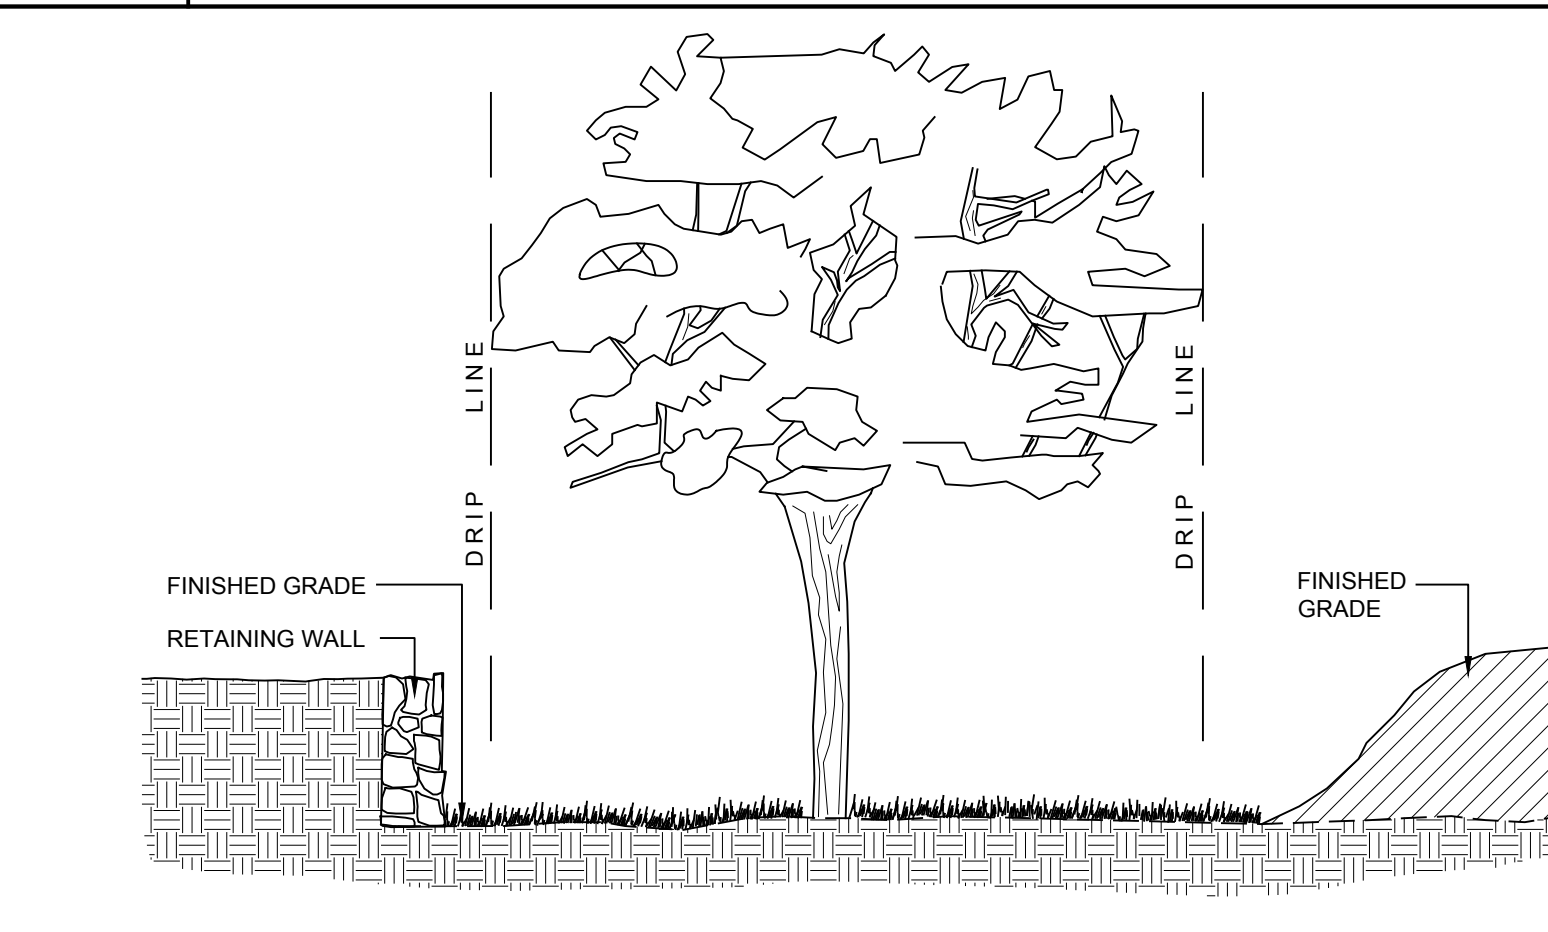 DRIP LINE
DRIP LINE
FINISHED GRADE
RETAINING WALL
FINISHED
GRADE